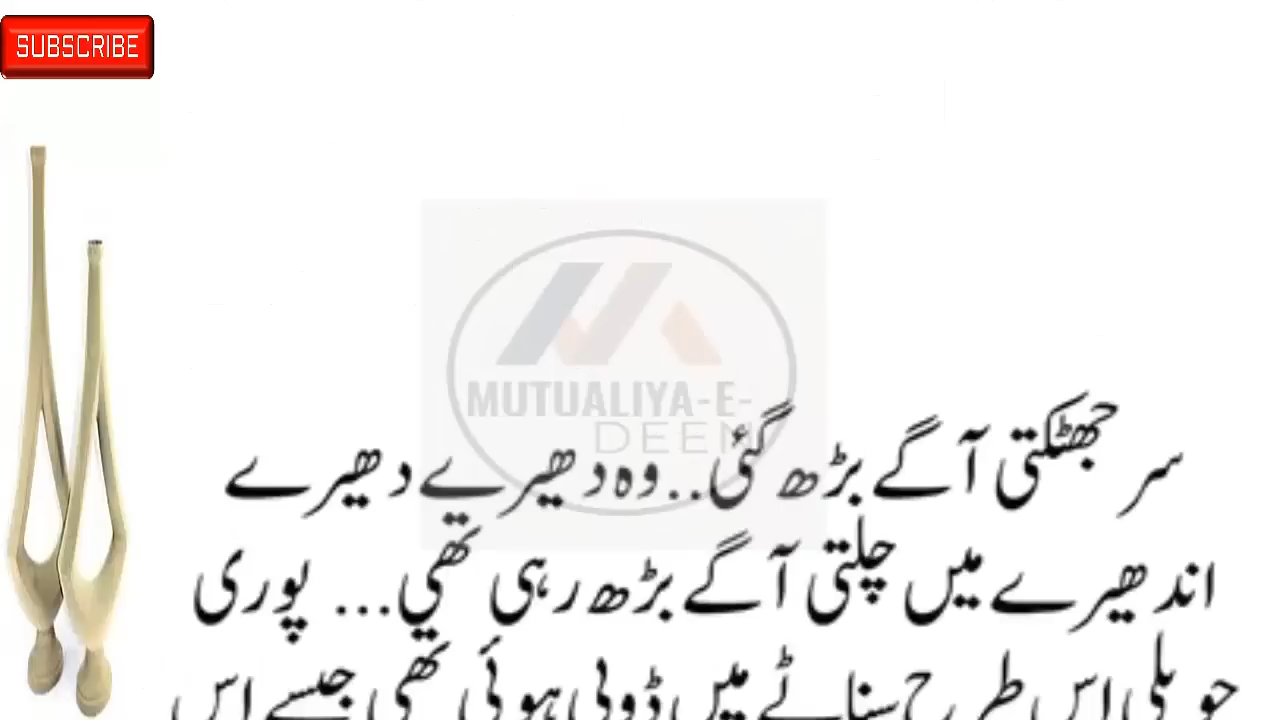 SUBSCRIBE
MUTUALIYA-E-
DEEN
سر جھٹکتی آگے بڑھ گئی..وہ دھیرے دھیرے
اندھیرے میں چلتی آگے بڑھ رہی تھی... پوری
حویلی اس طرح سناٹے میں ڈوبی ہوئی تھی جیسے اس